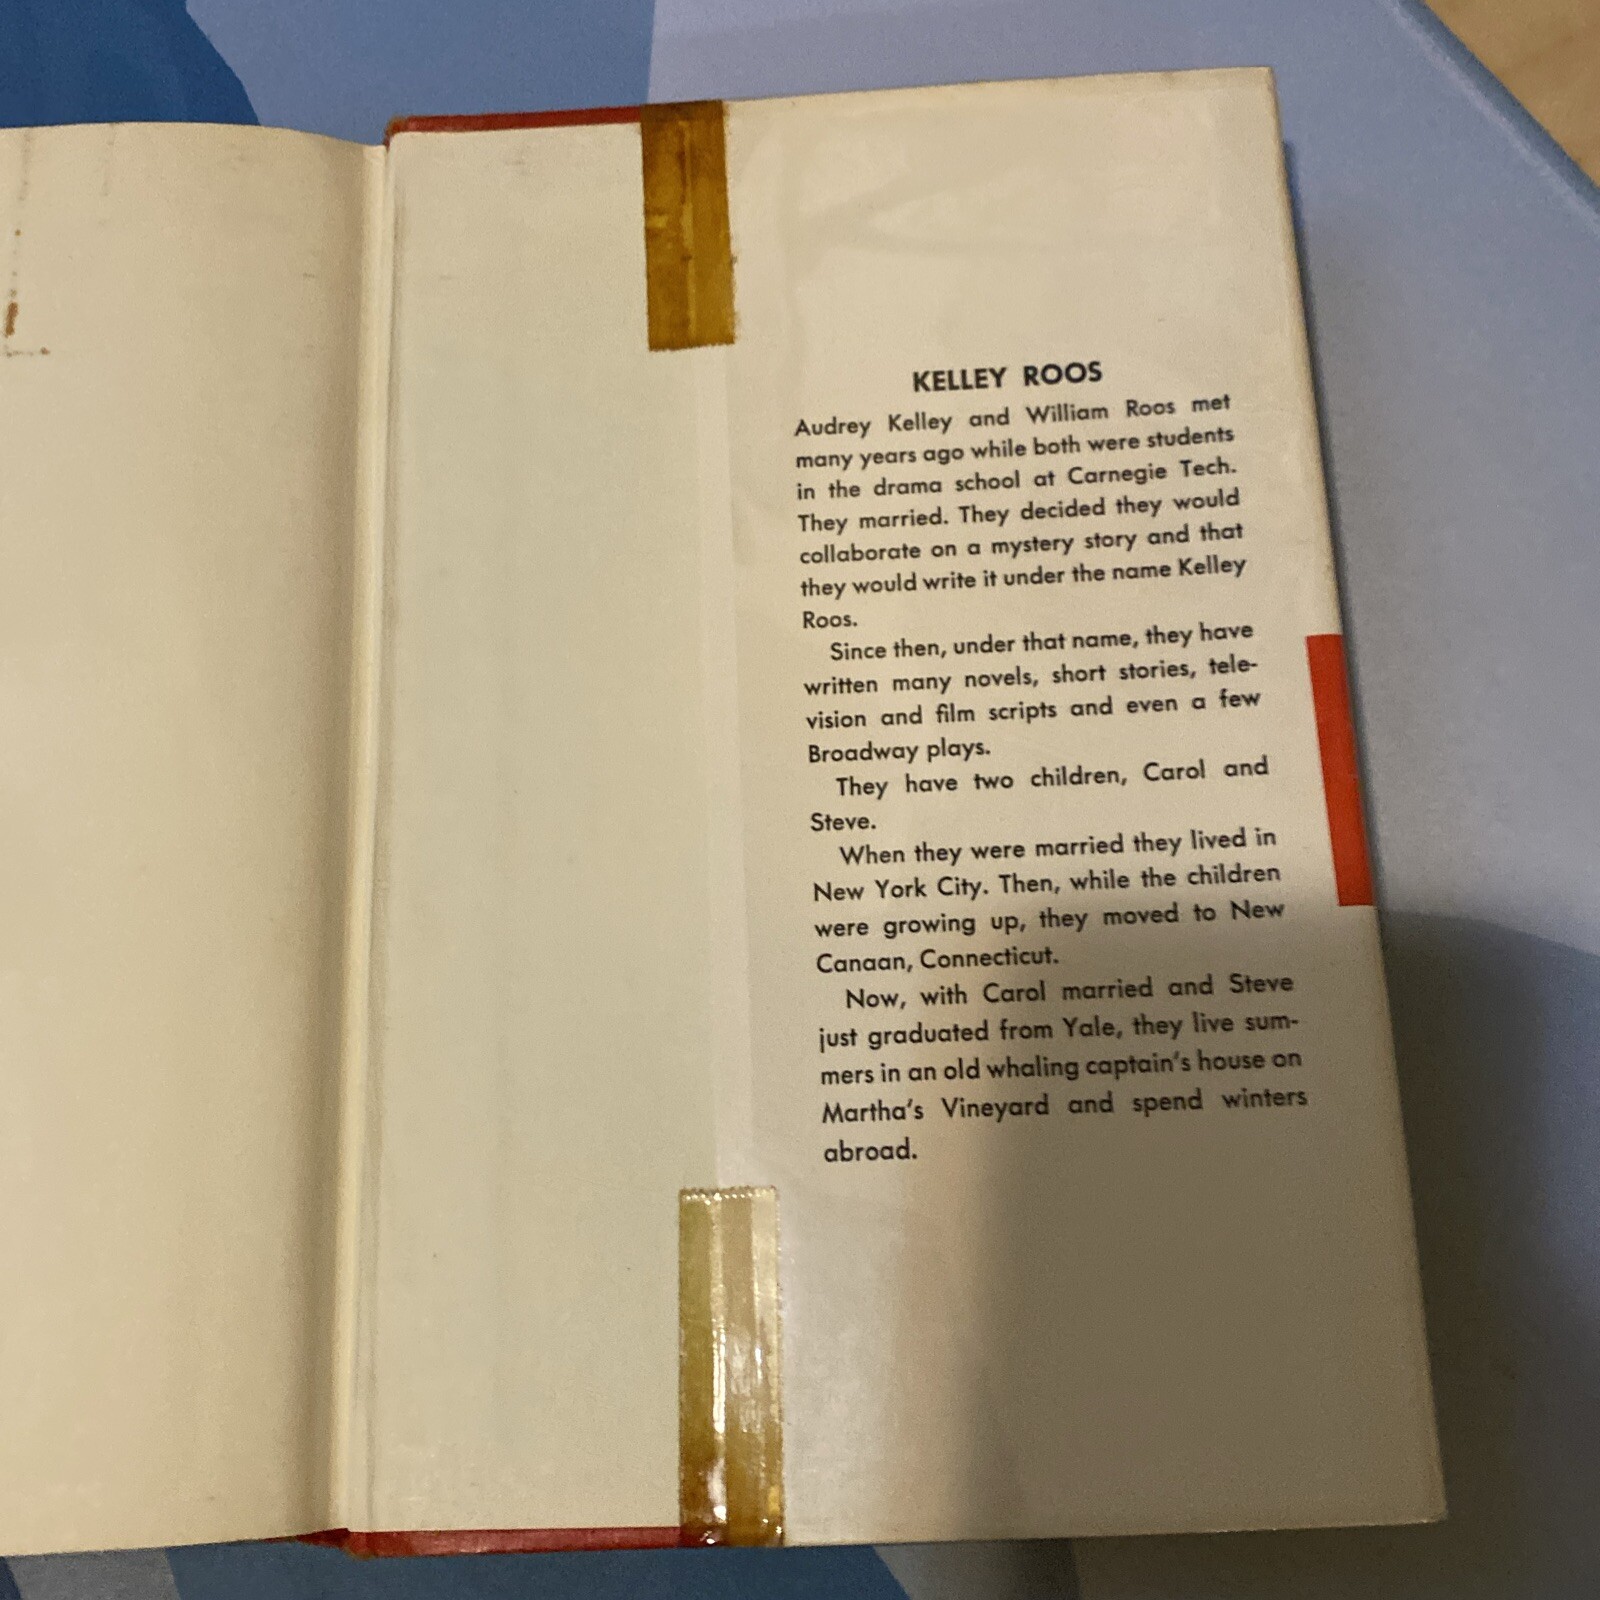 KELLEY ROOS
Audrey Kelley and William Roos met
many years ago while both were students
in the drama school at Carnegie Tech.
They married. They decided they would
collaborate on a mystery story and that
they would write it under the name Kelley
Roos.
Since then, under that name, they have
written many novels, short stories, tele-
vision and film scripts and even a few
Broadway plays.
They have two children, Carol and
Steve.
When they were married they lived in
New York City. Then, while the children
were growing up, they moved to New
Canaan, Connecticut.
Now, with Carol married and Steve
just graduated from Yale, they live sum-
mers in an old whaling captain's house on
Martha's Vineyard and spend winters
abroad.